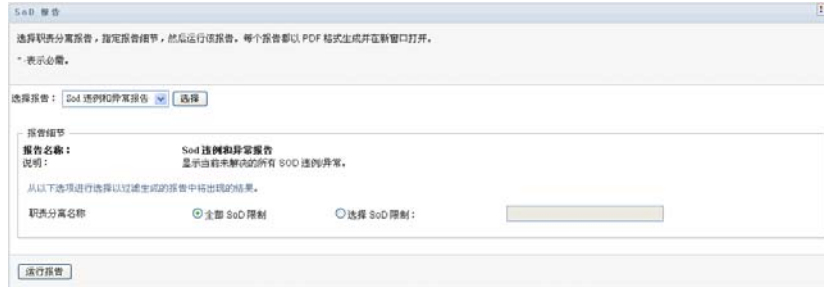 SoD 报告
选择职责分离报告，指定报告细节，然后运行该报告。每个报告都以 PDF 格式生成并在新窗口打开。
*-表示必需。
选择报告： Sod 违例和异常报告 选择
报告细节
报告名称： Sod 违例和异常报告
说明： 显示当前未解决的所有 SOD 违例/异常。
从以下选项进行选择以过滤生成的报告中将出现的结果。
职责分离名称 全部 SoD 限制 选择 SoD 限制：
运行报告